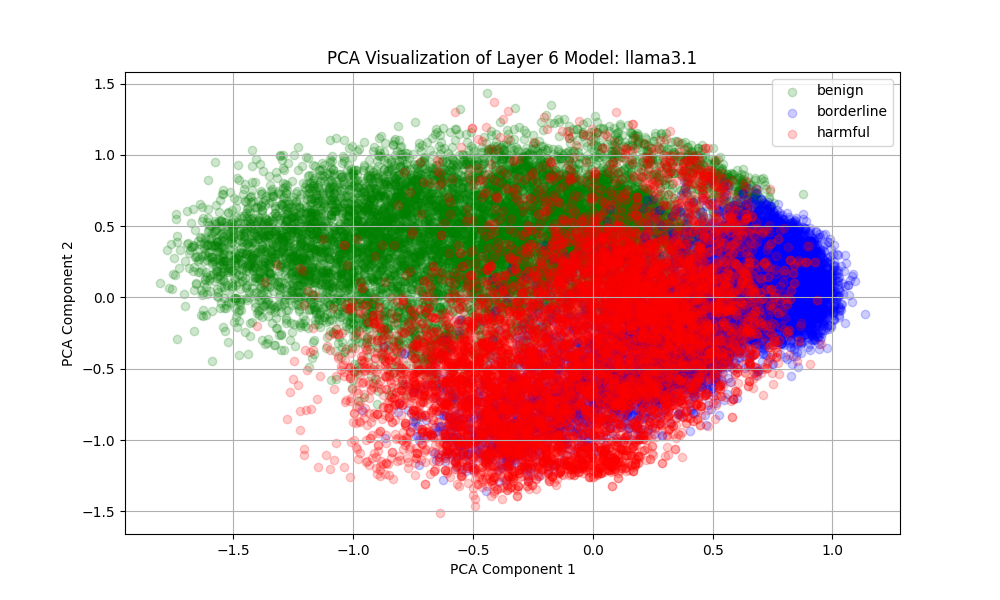 PCA Visualization of Layer 6 Model: llama3.1
benign
borderline
harmful
PCA Component 2
1.5
1.0
0.5
0.0
−0.5
−1.0
−1.5
−1.5
−1.0
−0.5
0.0
0.5
1.0
PCA Component 1